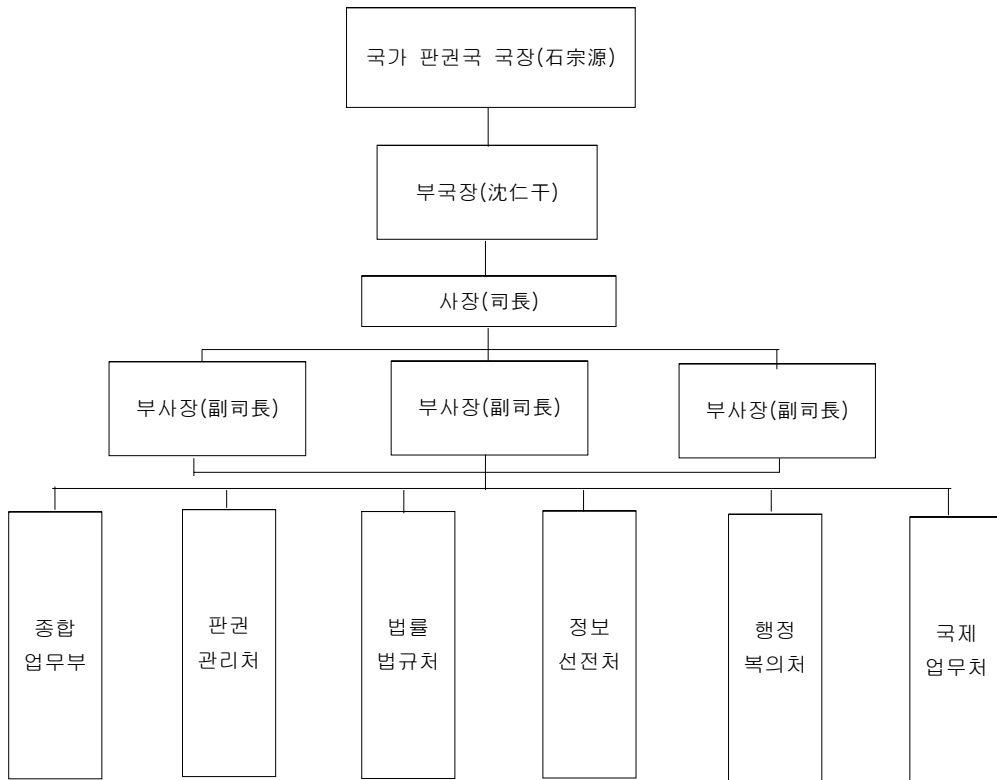 국가 판권국 국장(石宗源)
부국장(沈仁干)
사장(司長)
부사장(副司長)
부사장(副司長)
부사장(副司長)
종합
업무부
판권
관리처
법률
법규처
정보
선전처
행정
복의처
국제
업무처